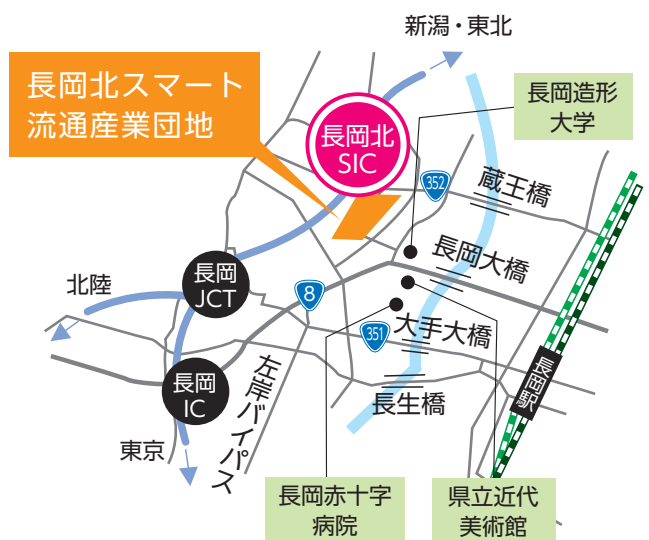 新潟・東北
長岡北スマート
流通産業団地
長岡造形
大学
長岡北
SIC
352
蔵王橋
長岡大橋
北陸
長岡
JCT
8
351
大手大橋
長岡駅
長岡
IC
左岸バイパス
長生橋
東京
長岡赤十字
病院
県立近代
美術館